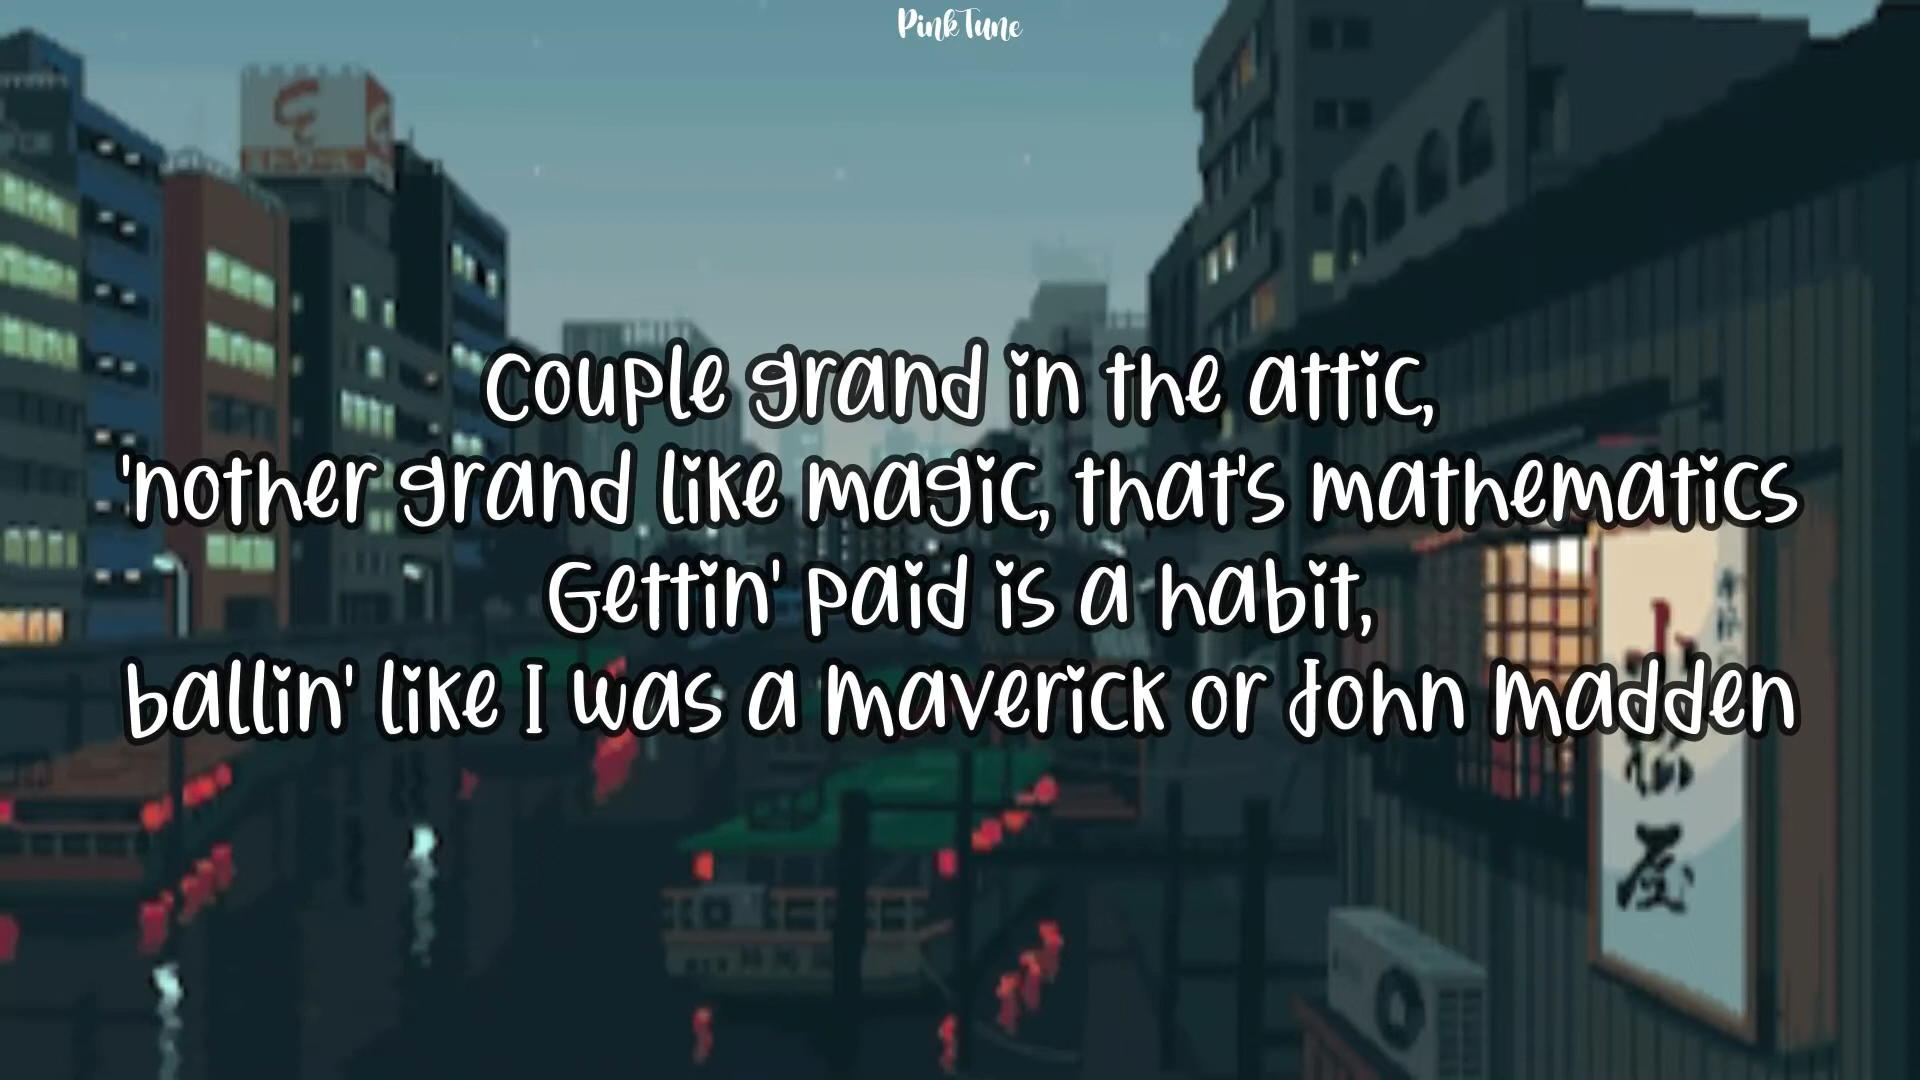 PinkTune
Couple grand in the attic,
'nother grand like magic, that's mathematics
Gettin' paid is a habit,
ballin' like I was a Maverick or John Madden
屋